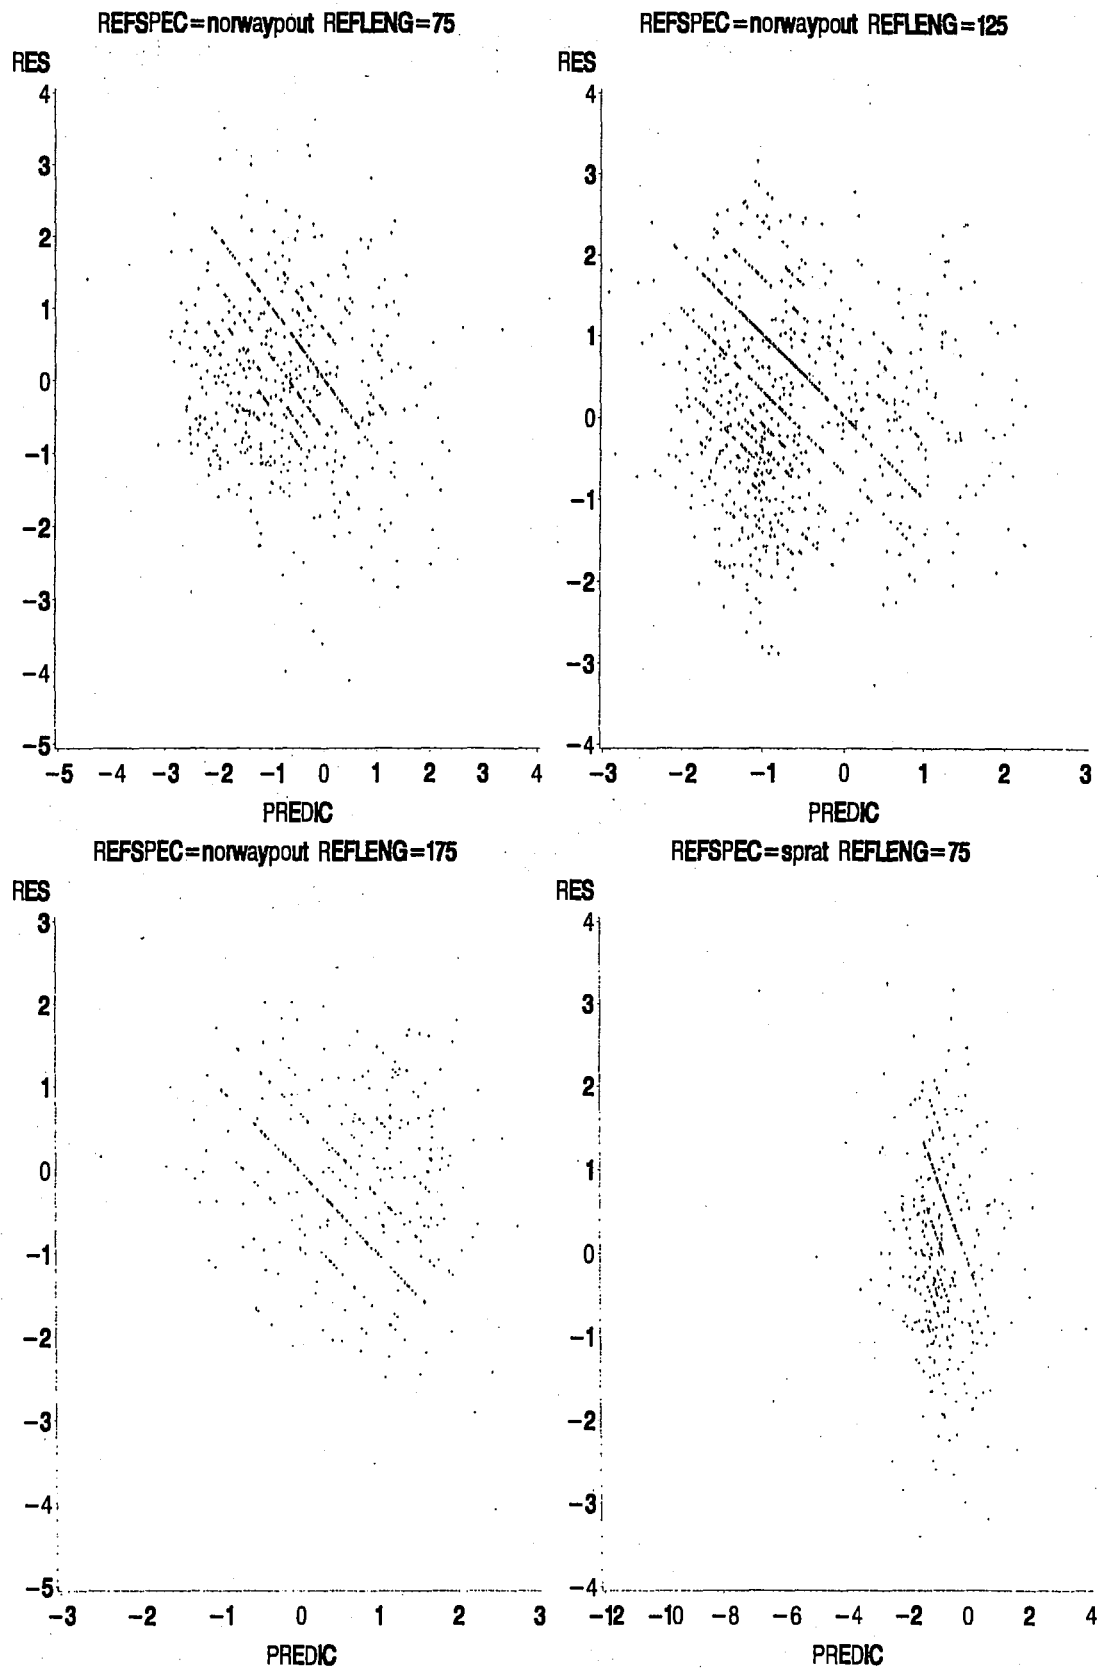 REFSPEC=norwaypout REFLENG=75
RES
4
3
2
1
0
−1
−2
−3
−4
−5
−5 −4 −3 −2 −1 0 1 2 3 4
PREDIC
REFSPEC=norwaypout REFLENG=125
RES
4
3
2
1
0
−1
−2
−3
−4
−3 −2 −1 0 1 2 3
PREDIC
REFSPEC=norwaypout REFLENG=175
RES
3
2
1
0
−1
−2
−3
−4
−5
−3 −2 −1 0 1 2 3
PREDIC
REFSPEC=sprat REFLENG=75
RES
4
3
2
1
0
−1
−2
−3
−4
−12 −10 −8 −6 −4 −2 0 2 4
PREDIC